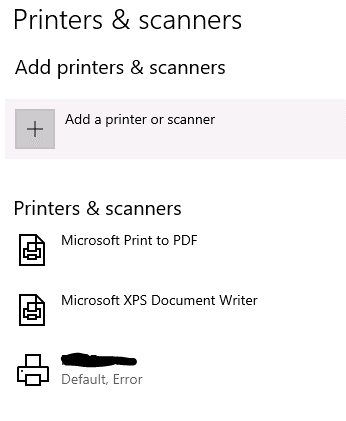 Printers & scanners
Add printers & scanners
Add a printer or scanner
Printers & scanners
Microsoft Print to PDF
Microsoft XPS Document Writer
Default, Error